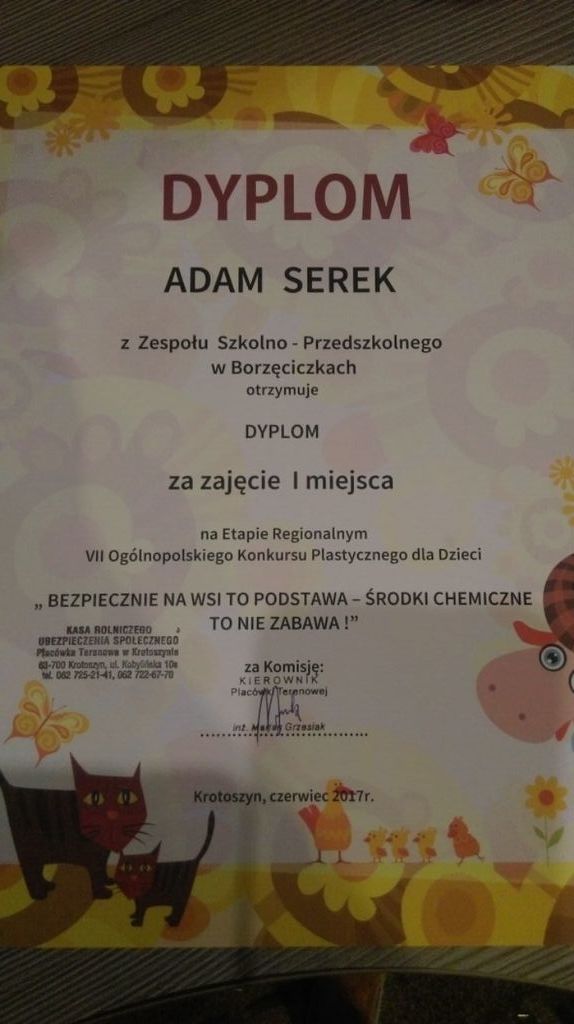 DYPLOM
ADAM SEREK
z Zespołu Szkolno - Przedszkolnego
w Borzęciczkach
otrzymuje
DYPLOM
za zajęcie I miejsca
na Etapie Regionalnym
VII Ogólnopolskiego Konkursu Plastycznego dla Dzieci
„ BEZPIECZNIE NA WSI TO PODSTAWA – ŚRODKI CHEMICZNE
TO NIE ZABAWA !”
KASA ROLNICZEGO
UBEZPIECZENIA SPOŁECZNEGO
Placówka Terenowa w Krotoszynie
63-700 Krotoszyn, ul. Kobylińska 10a
tel. 062 725-21-41, 062 722-67-70
za Komisję:
KIEROWNIK
Placówki Terenowej
inż. Grzesiak
Krotoszyn, czerwiec 2017r.